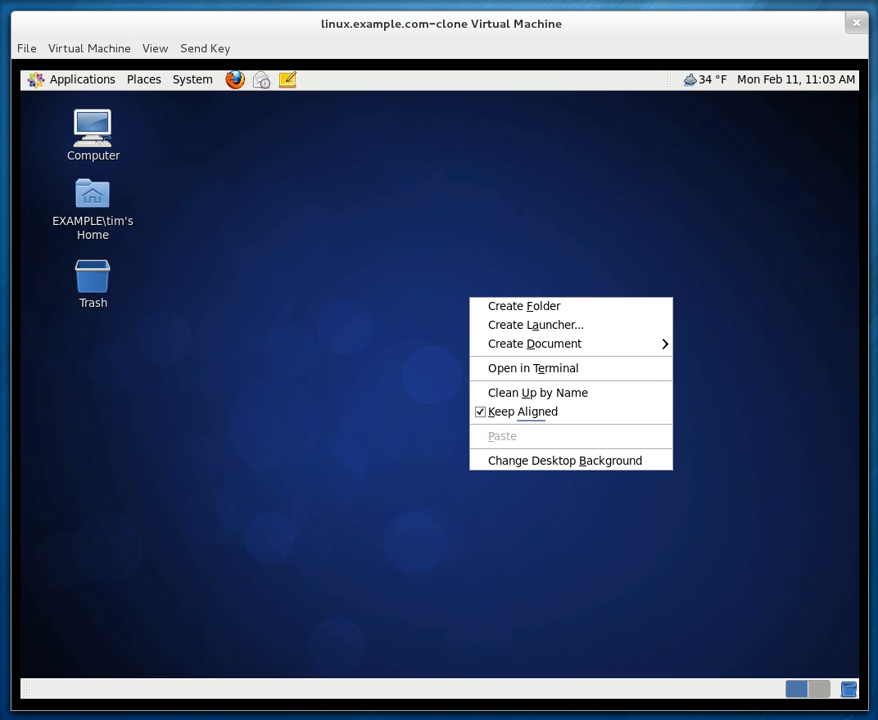 linux.example.com-clone Virtual Machine
File Virtual Machine View Send Key
Applications Places System 34 °F Mon Feb 11, 11:03 AM
Computer
EXAMPLE\tim's
Home
Trash
Create Folder
Create Launcher...
Create Document
Open in Terminal
Clean Up by Name
Keep Aligned
Paste
Change Desktop Background